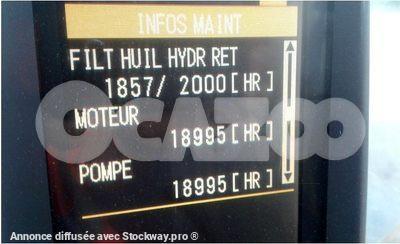 INFOS MAINT
FILT HUIL HYDR RET
1857/ 2000[ HR ]
MOTEUR
18995[ HR ]
POMPE
18995[ HR ]
OCAZOO
Annonce diffusée avec Stockway.pro ®